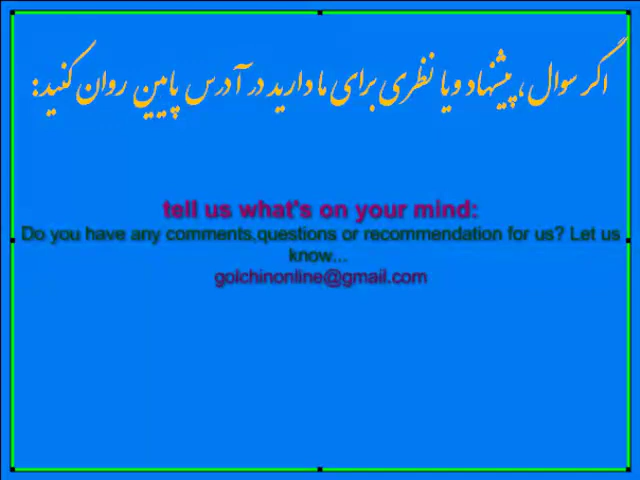 اگر سوال، پیشنهاد ویا نظری برای ما دارید در آدرس پایین روان کنید:
tell us what's on your mind:
Do you have any comments,questions or recommendation for us? Let us
know...
golchinonline@gmail.com